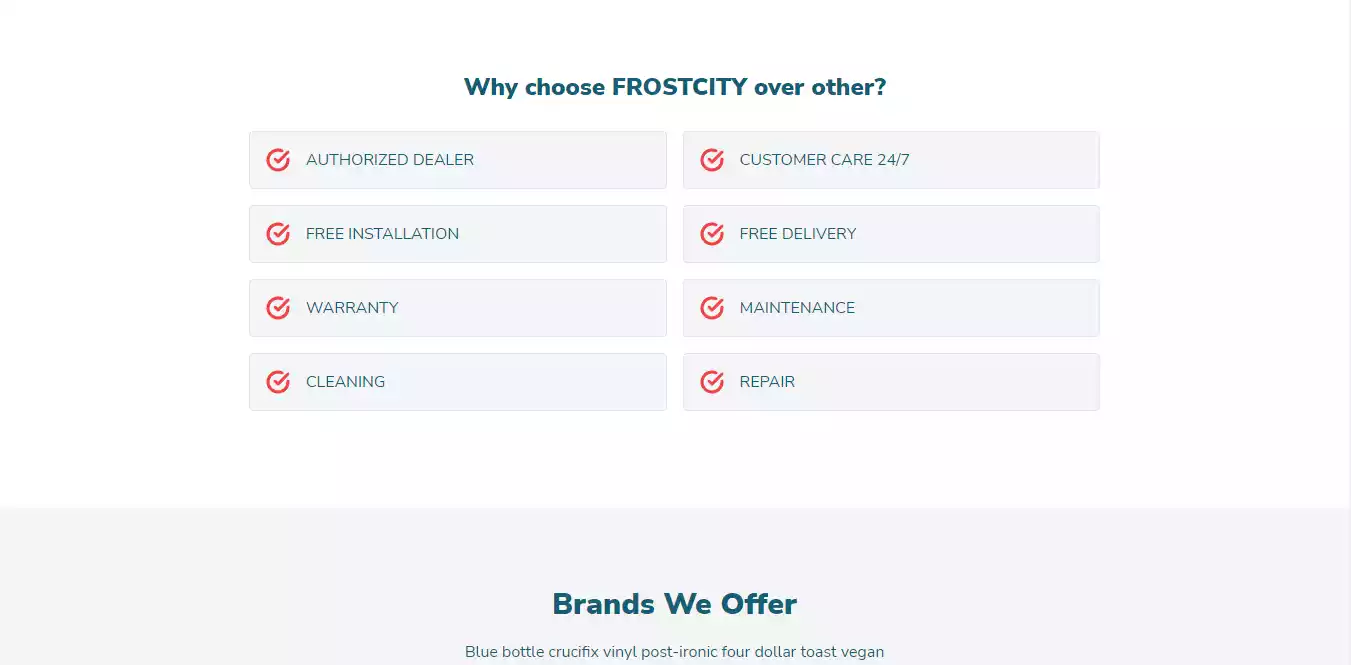 Why choose FROSTCITY over other?
AUTHORIZED DEALER
CUSTOMER CARE 24/7
FREE INSTALLATION
FREE DELIVERY
WARRANTY
MAINTENANCE
CLEANING
REPAIR
Brands We Offer
Blue bottle crucifix vinyl post-ironic four dollar toast vegan